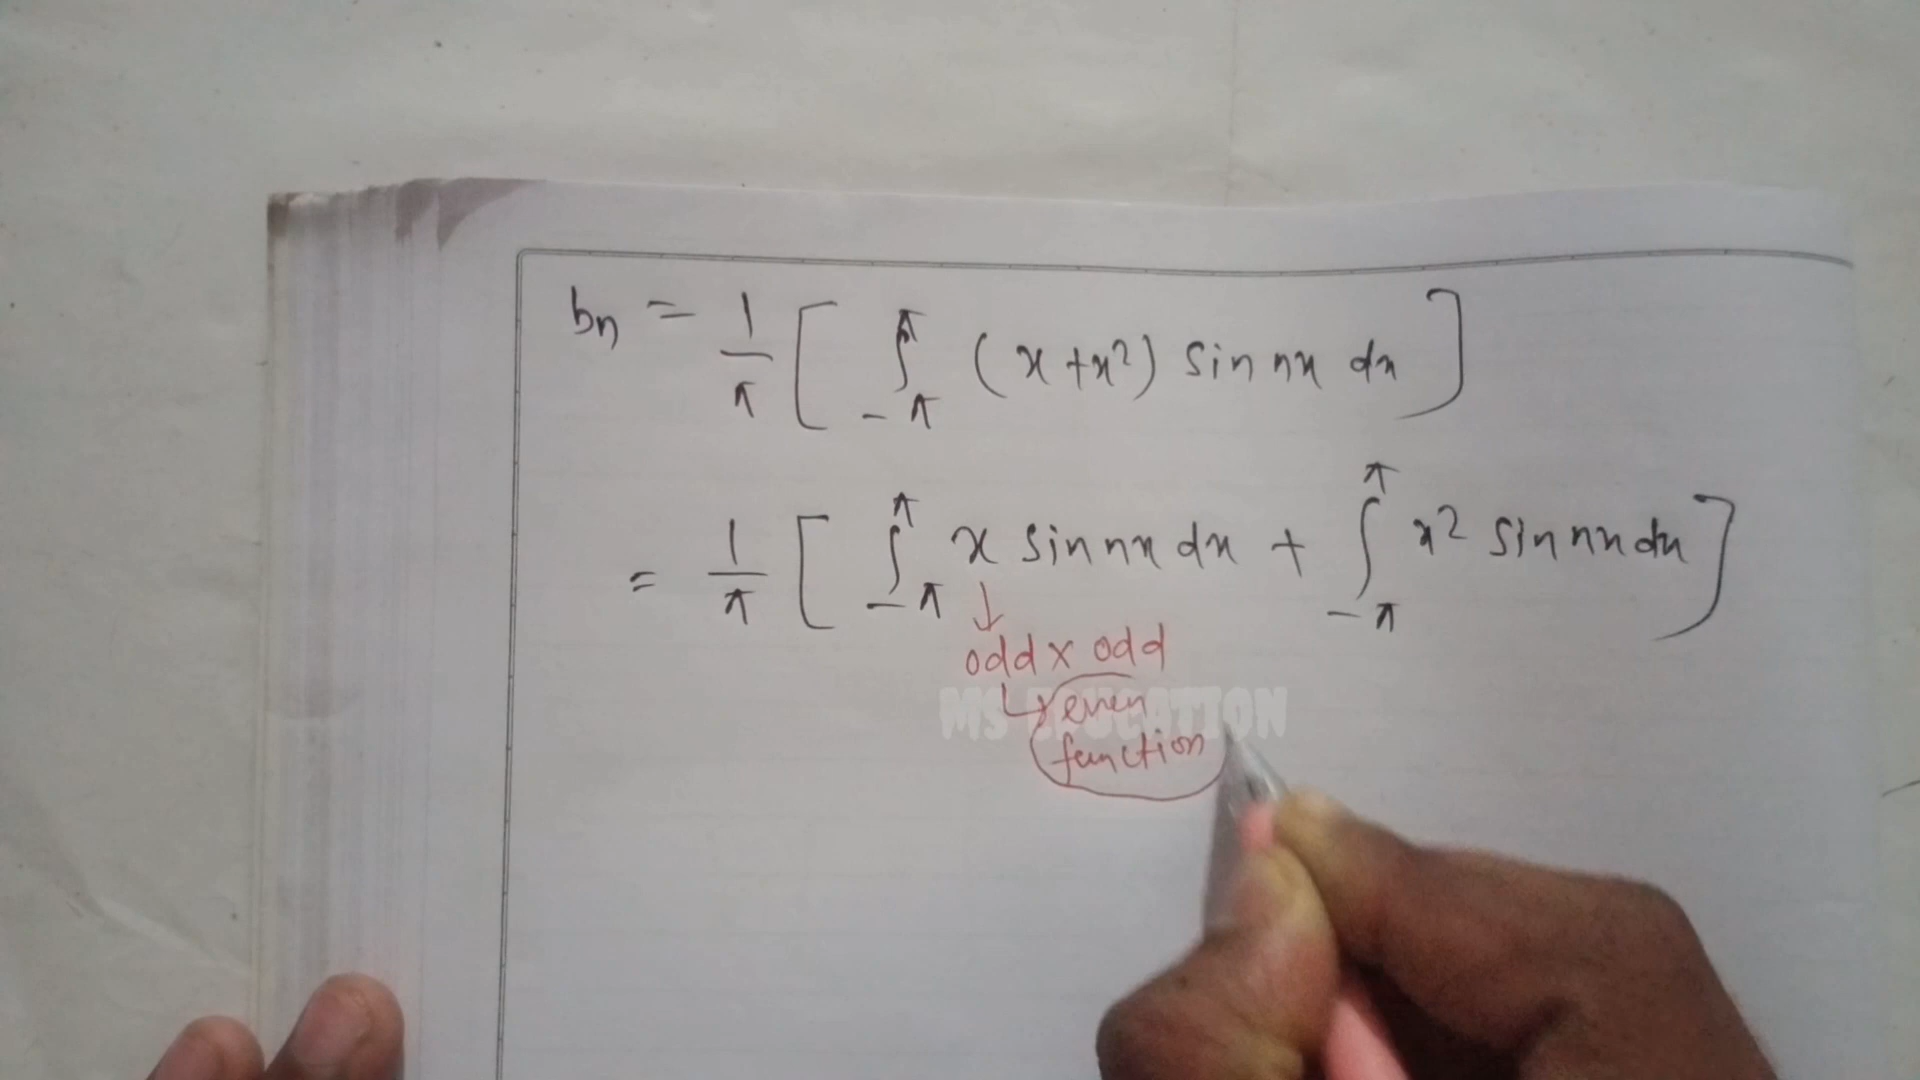 bn = 1/π [ ∫_{-π}^{π} (x + x²) sin nx dx ]
= 1/π [ ∫_{-π}^{π} x sin nx dx + ∫_{-π}^{π} x² sin nx dx ]
↓
odd x odd
↳ even
function
MS EDUCATION